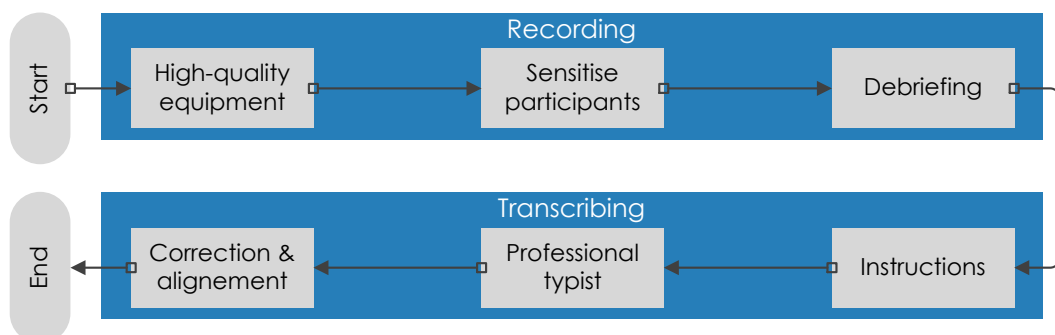 Recording
Start
High-quality
equipment
Sensitise
participants
Debriefing
Transcribing
End
Correction &
alignement
Professional
typist
Instructions